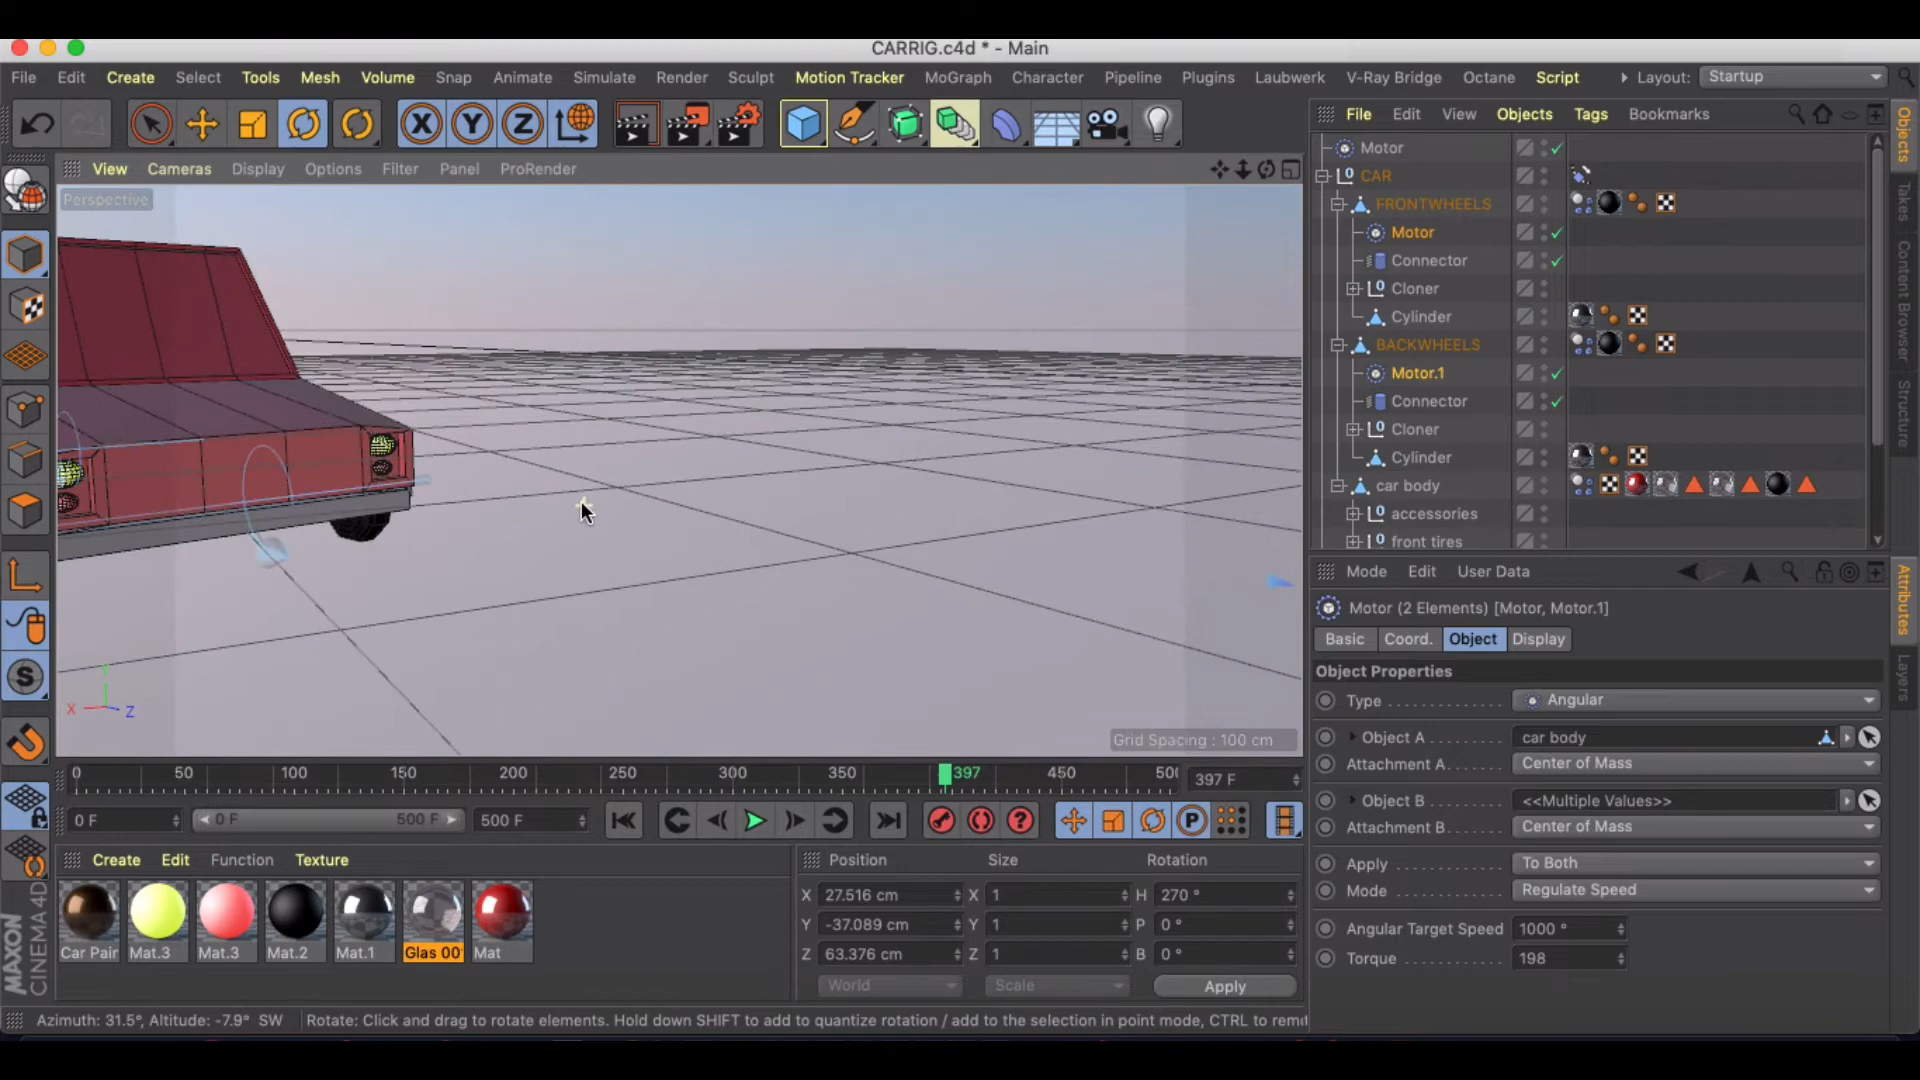 CARRIG.c4d * - Main
File Edit Create Select Tools Mesh Volume Snap Animate Simulate Render Sculpt Motion Tracker MoGraph Character Pipeline Plugins Laubwerk V-Ray Bridge Octane Script Layout: Startup
X Y Z
File Edit View Objects Tags Bookmarks
View Cameras Display Options Filter Panel ProRender
Perspective
Motor
CAR
FRONTWHEELS
Motor
Connector
Cloner
Cylinder
BACKWHEELS
Motor.1
Connector
Cloner
Cylinder
car body
accessories
front tires
Objects
Takes
Content Browser
Structure
Mode Edit User Data
Motor (2 Elements) [Motor, Motor.1]
Basic Coord. Object Display
Object Properties
Type Angular
Object A car body
Attachment A Center of Mass
Object B <<Multiple Values>>
Attachment B Center of Mass
Apply To Both
Mode Regulate Speed
Angular Target Speed 1000 °
Torque 198
Attributes
Layers
Y
X Z
Grid Spacing : 100 cm
0 50 100 150 200 250 300 350 397 450 50 397 F
0 F 0 F 500 F 500 F
Create Edit Function Texture
Car Pain Mat.3 Mat.3 Mat.2 Mat.1 Glas 00 Mat
Position Size Rotation
X 27.516 cm X 1 H 270 °
Y -37.089 cm Y 1 P 0 °
Z 63.376 cm Z 1 B 0 °
World Scale Apply
MAXON
CINEMA 4D
Azimuth: 31.5°, Altitude: -7.9° SW Rotate: Click and drag to rotate elements. Hold down SHIFT to add to quantize rotation / add to the selection in point mode, CTRL to remo